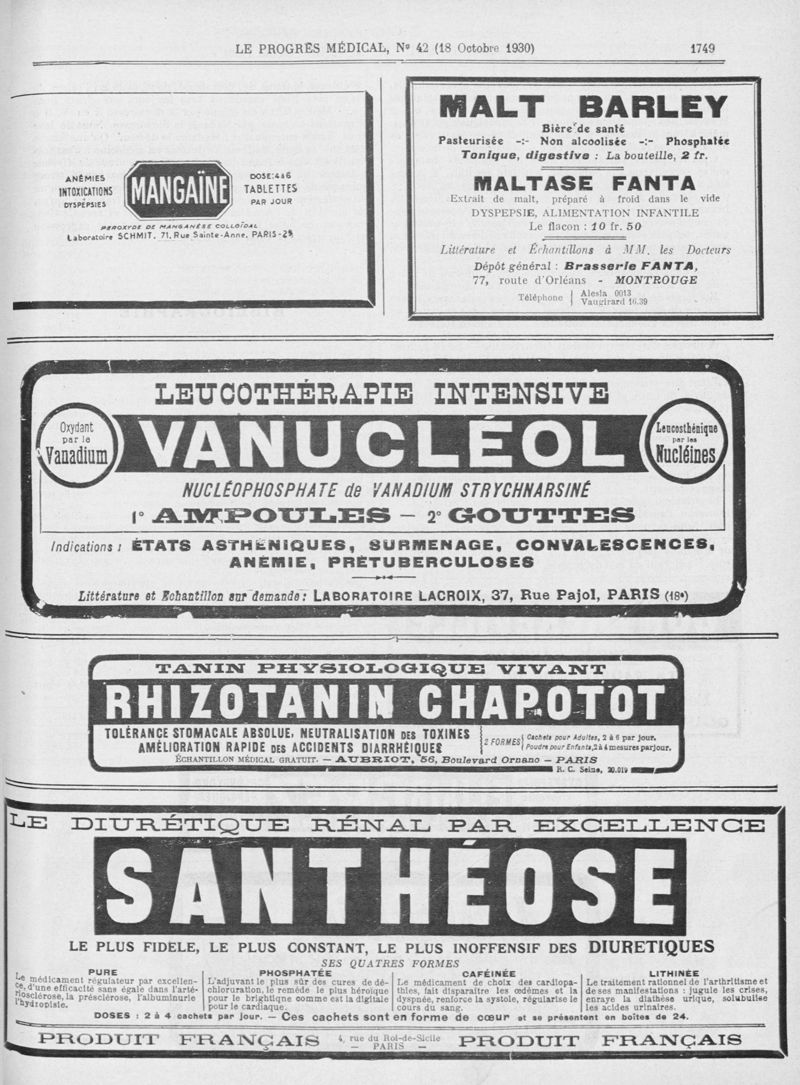 LE PROGRÈS MÉDICAL, Nº 42 (18 Octobre 1930) 1749
ANÉMIES
INTOXICATIONS
DYSPEPSIES
MANGAÏNE
DOSE: 4 à 6
TABLETTES
PAR JOUR
PEROXYDE DE MANGANÈSE COLLOÏDAL
Laboratoire SCHMIT, 71, Rue Sainte-Anne, PARIS-2e
MALT BARLEY
Bière de santé
Pasteurisée -:- Non alcoolisée -:- Phosphatée
Tonique, digestive : La bouteille, 2 fr.
MALTASE FANTA
Extrait de malt, préparé à froid dans le vide
DYSPEPSIE, ALIMENTATION INFANTILE
Le flacon : 10 fr. 50
Littérature et Échantillons à MM. les Docteurs
Dépôt général : Brasserie FANTA,
77, route d'Orléans - MONTROUGE
Téléphone
Alesia 0013
Vaugirard 16.39
LEUCOTHÉRAPIE INTENSIVE
Oxydant
par le
Vanadium
VANUCLÉOL
Leucosthénique
par les
Nucléines
NUCLÉOPHOSPHATE de VANADIUM STRYCHNARSINÉ
1º AMPOULES — 2º GOUTTES
Indications : ÉTATS ASTHÉNIQUES, SURMENAGE, CONVALESCENCES,
ANÉMIE, PRÉTUBERCULOSES
Littérature et Echantillon sur demande : LABORATOIRE LACROIX, 37, Rue Pajol, PARIS (18e)
TANIN PHYSIOLOGIQUE VIVANT
RHIZOTANIN CHAPOTOT
TOLÉRANCE STOMACALE ABSOLUE, NEUTRALISATION DES TOXINES
AMÉLIORATION RAPIDE DES ACCIDENTS DIARRHÉIQUES
2 FORMES
Cachets pour Adultes, 2 à 6 par jour.
Poudre pour Enfants, 2 à 4 mesures par jour.
ÉCHANTILLON MÉDICAL GRATUIT. — AUBRIOT, 56, Boulevard Ornano — PARIS
R. C. Seine, 20.019
LE DIURÉTIQUE RÉNAL PAR EXCELLENCE
SANTHÉOSE
LE PLUS FIDELE, LE PLUS CONSTANT, LE PLUS INOFFENSIF DES DIURETIQUES
SES QUATRES FORMES
PURE
Le médicament régulateur par excellen-
ce, d'une efficacité sans égale dans l'arté-
riosclérose, la présclérose, l'albuminurie
l'hydropisie.
PHOSPHATÉE
L'adjuvant le plus sûr des cures de dé-
chloruration, le remède le plus héroïque
pour le brightique comme est la digitale
pour le cardiaque.
CAFÉINÉE
Le médicament de choix des cardiopa-
thies, fait disparaître les œdèmes et la
dyspnée, renforce la systole, régularise le
cours du sang.
LITHINÉE
Le traitement rationnel de l'arthritisme et
de ses manifestations : jugule les crises,
enraye la diathèse urique, solubilise
les acides urinaires.
DOSES : 2 à 4 cachets par jour. — Ces cachets sont en forme de cœur et se présentent en boîtes de 24.
PRODUIT FRANÇAIS
4, rue du Roi-de-Sicile
— PARIS —
PRODUIT FRANÇAIS